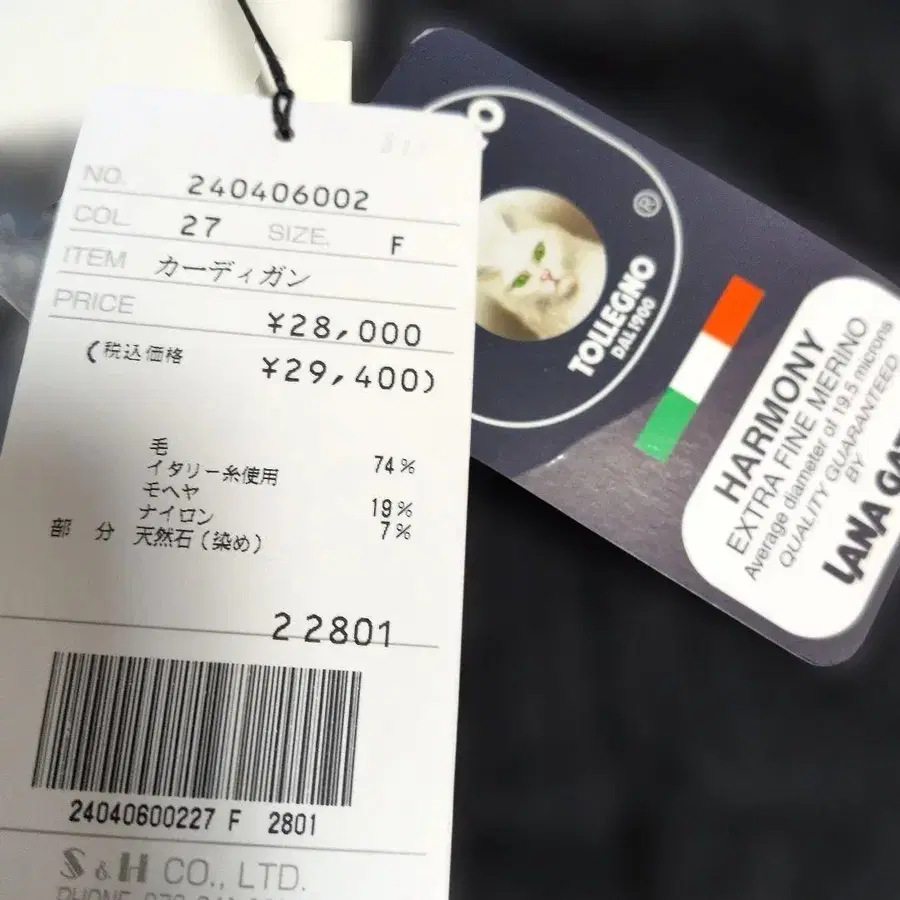 NO. 240406002
COL. 27 SIZE. F
ITEM カーディガン
PRICE ¥28,000
(税込価格 ¥29,400)
毛 74%
イタリー糸使用
モヘヤ 19%
ナイロン 7%
部 分 天然石(染め)
22801
24040600227 F 2801
S & H CO., LTD.
TOLLEGNO
DAL 1900
®
HARMONY
EXTRA FINE MERINO
Average diameter of 19.5 microns
QUALITY GUARANTEED
BY
LANA